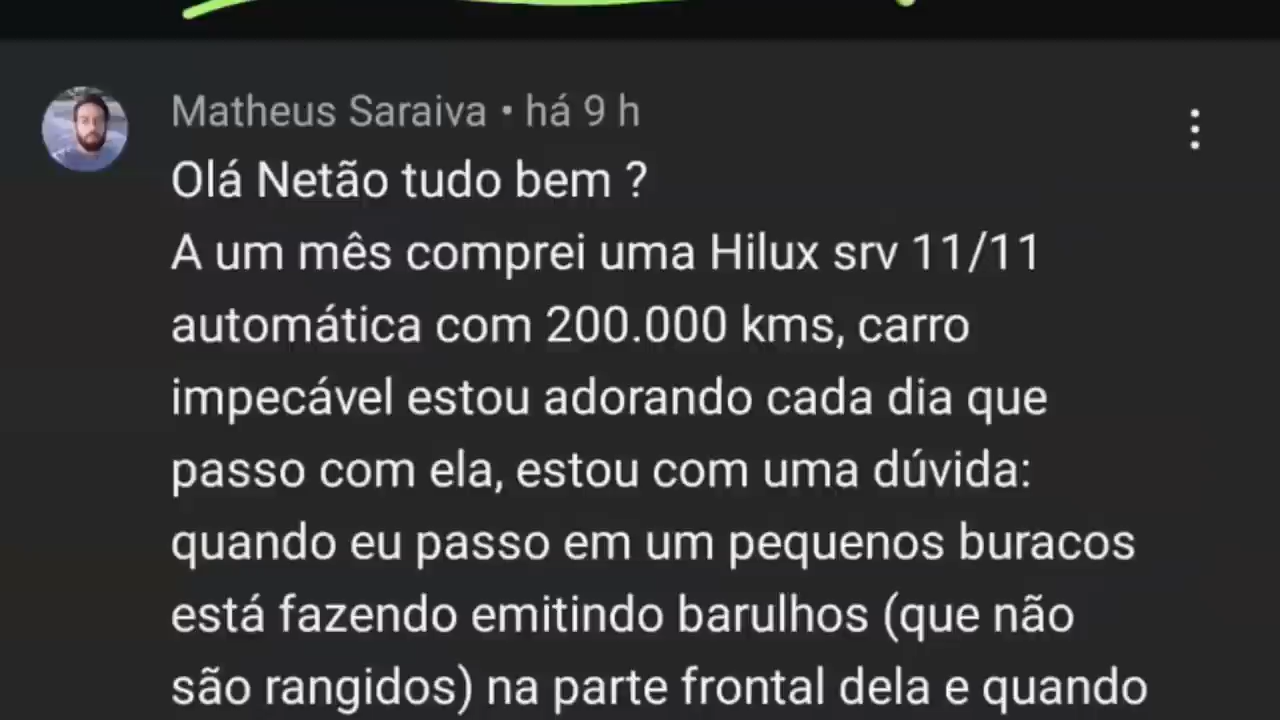 Matheus Saraiva • há 9 h
Olá Netão tudo bem ?
A um mês comprei uma Hilux srv 11/11
automática com 200.000 kms, carro
impecável estou adorando cada dia que
passo com ela, estou com uma dúvida:
quando eu passo em um pequenos buracos
está fazendo emitindo barulhos (que não
são rangidos) na parte frontal dela e quando